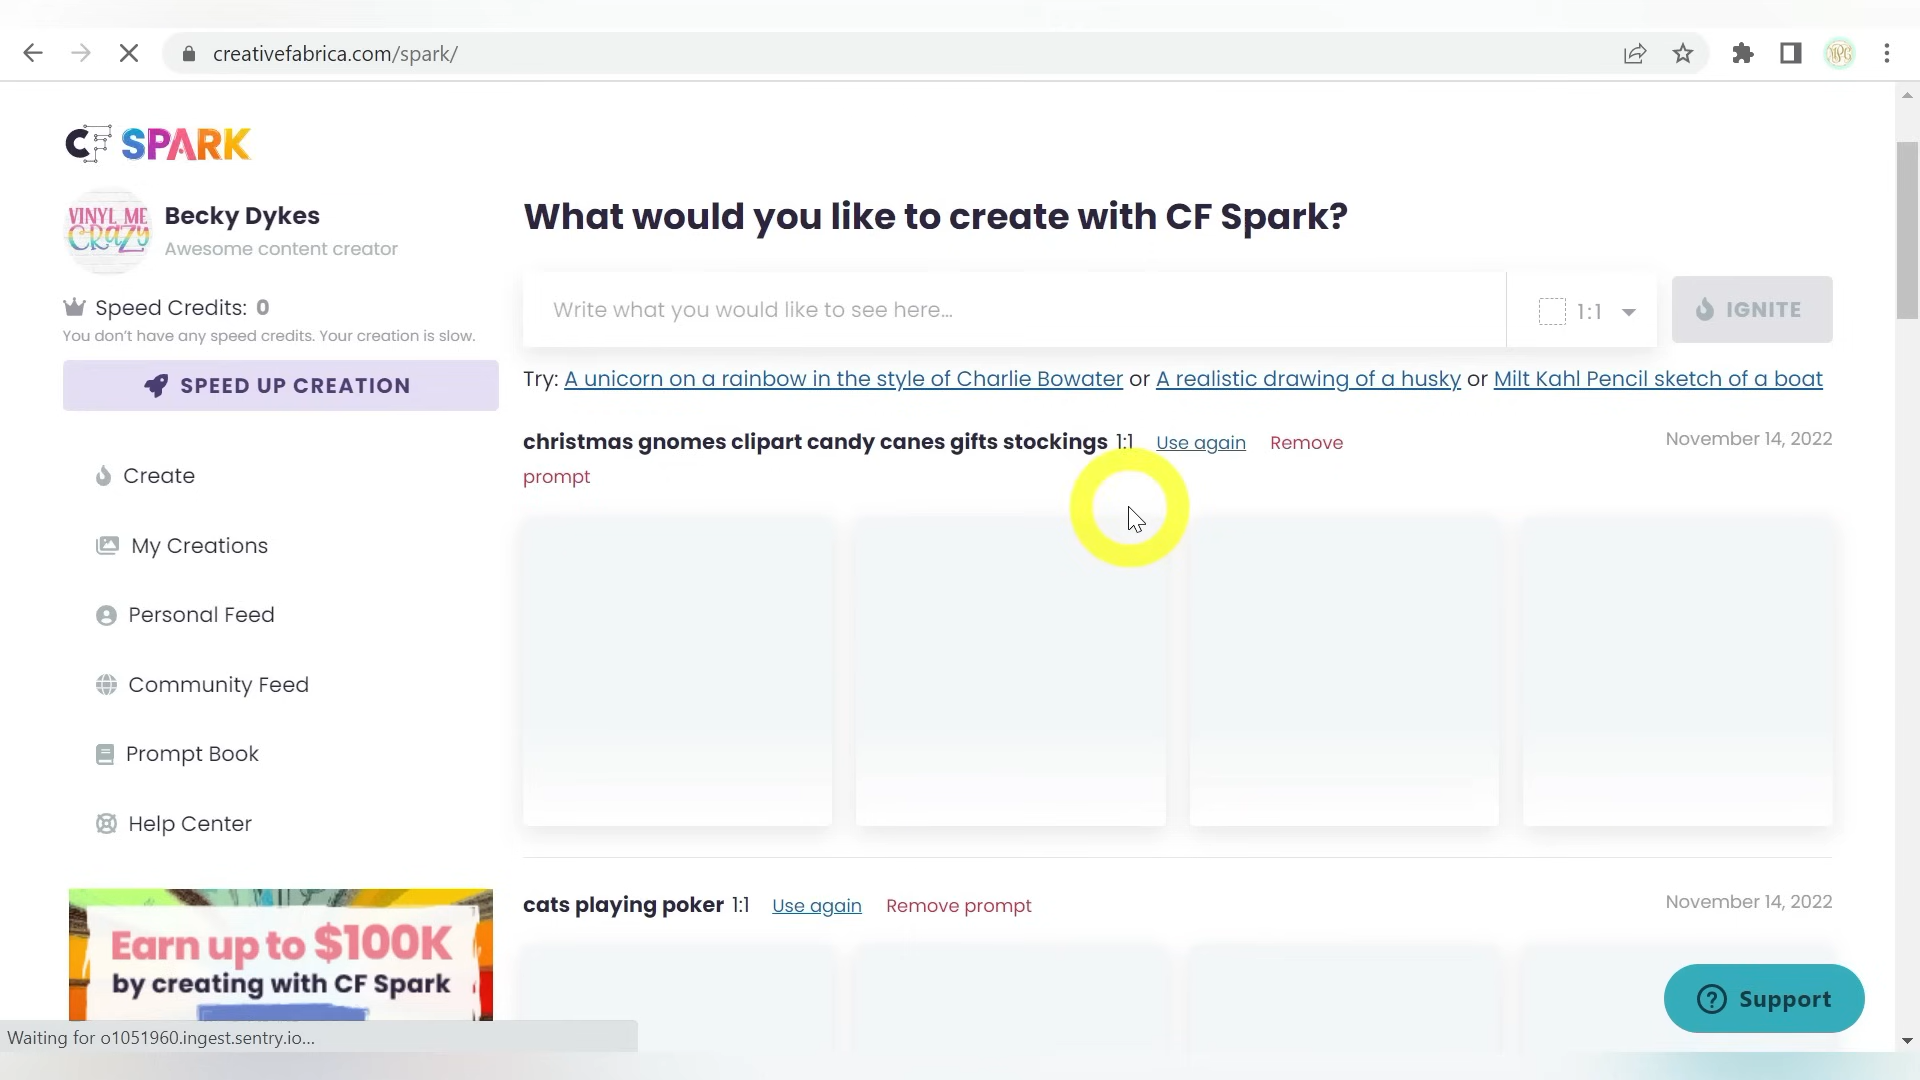 creativefabrica.com/spark/
CF SPARK
VINYL ME
CRaZy
Becky Dykes
Awesome content creator
Speed Credits: 0
You don't have any speed credits. Your creation is slow.
SPEED UP CREATION
Create
My Creations
Personal Feed
Community Feed
Prompt Book
Help Center
Earn up to $100K
by creating with CF Spark
What would you like to create with CF Spark?
Write what you would like to see here...
1:1
IGNITE
Try: A unicorn on a rainbow in the style of Charlie Bowater or A realistic drawing of a husky or Milt Kahl Pencil sketch of a boat
christmas gnomes clipart candy canes gifts stockings 1:1 Use again Remove
prompt
November 14, 2022
cats playing poker 1:1 Use again Remove prompt
November 14, 2022
Support
Waiting for o1051960.ingest.sentry.io...